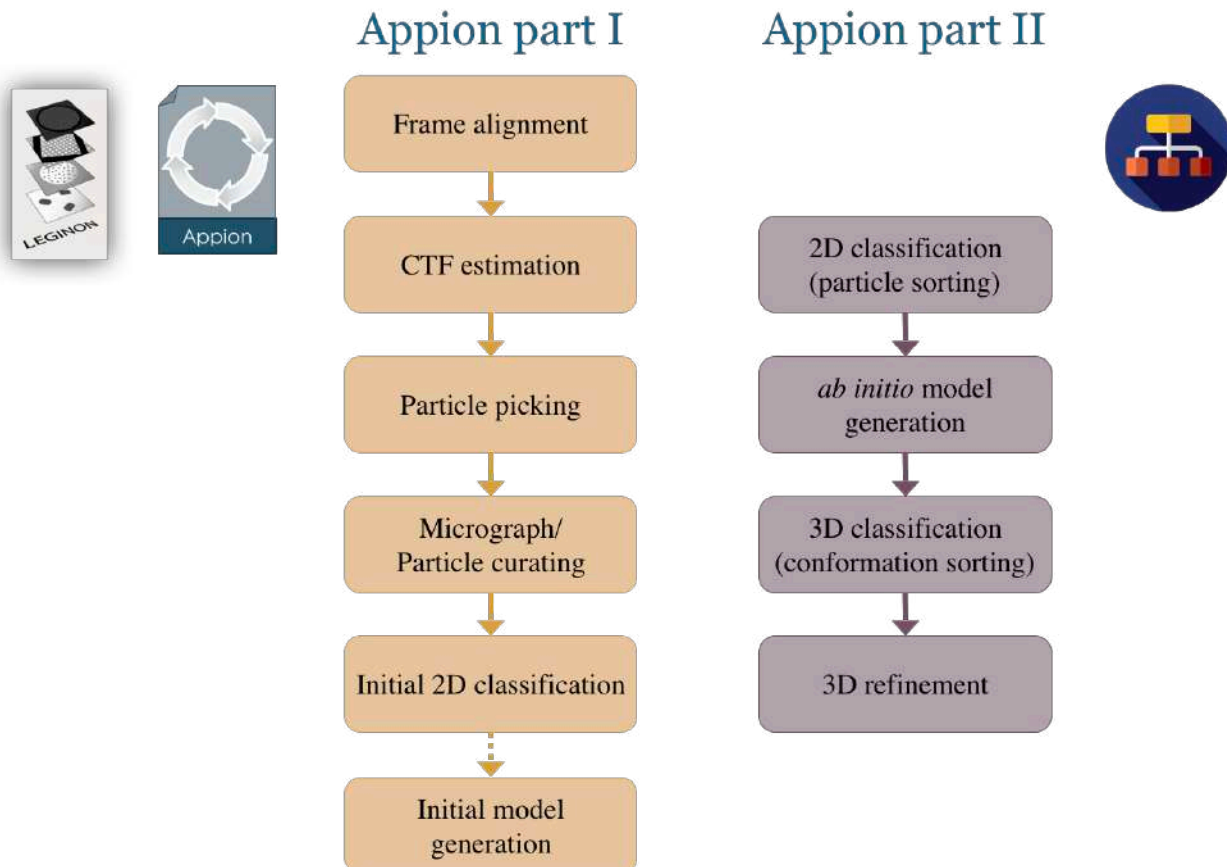 Appion part I
Appion part II
LEGINON
Appion
Frame alignment
CTF estimation
Particle picking
Micrograph/
Particle curating
Initial 2D classification
Initial model
generation
2D classification
(particle sorting)
ab initio model
generation
3D classification
(conformation sorting)
3D refinement